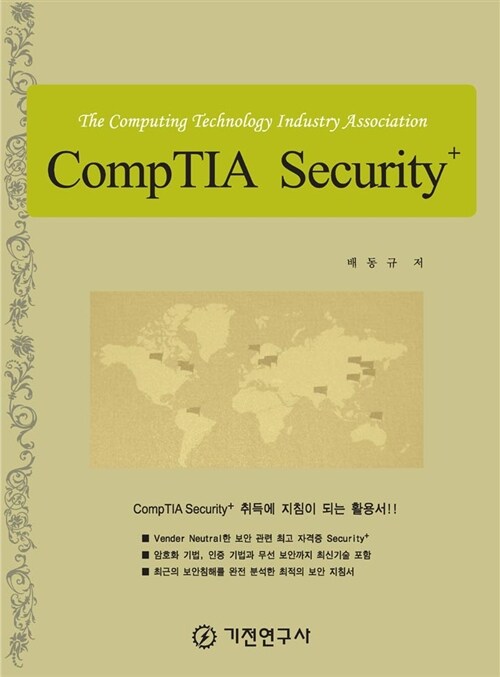 The Computing Technology Industry Association
CompTIA Security+
배동규 저
CompTIA Security+ 취득에 지침이 되는 활용서!!
■ Vender Neutral한 보안 관련 최고 자격증 Security+
■ 암호화 기법, 인증 기법과 무선 보안까지 최신기술 포함
■ 최근의 보안침해를 완전 분석한 최적의 보안 지침서
기전연구사